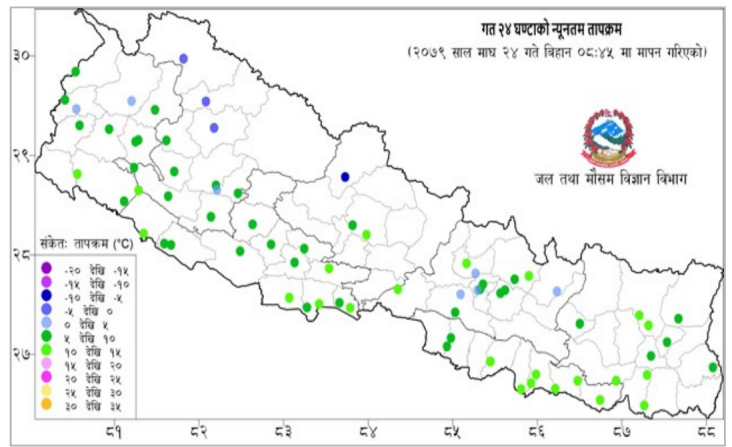 गत २४ घण्टाको न्यूनतम तापक्रम
(२०७९ साल माघ २४ गते बिहान ०८:४५ मा मापन गरिएको)
जल तथा मौसम विज्ञान विभाग
३०
२९
२८
२७
संकेतः तापक्रम (°C)
-२० देखि -१५
-१५ देखि -१०
-१० देखि -५
-५ देखि ०
० देखि ५
५ देखि १०
१० देखि १५
१५ देखि २०
२० देखि २५
२५ देखि ३०
३० देखि ३५
८१ ८२ ८३ ८४ ८५ ८६ ८७ ८८